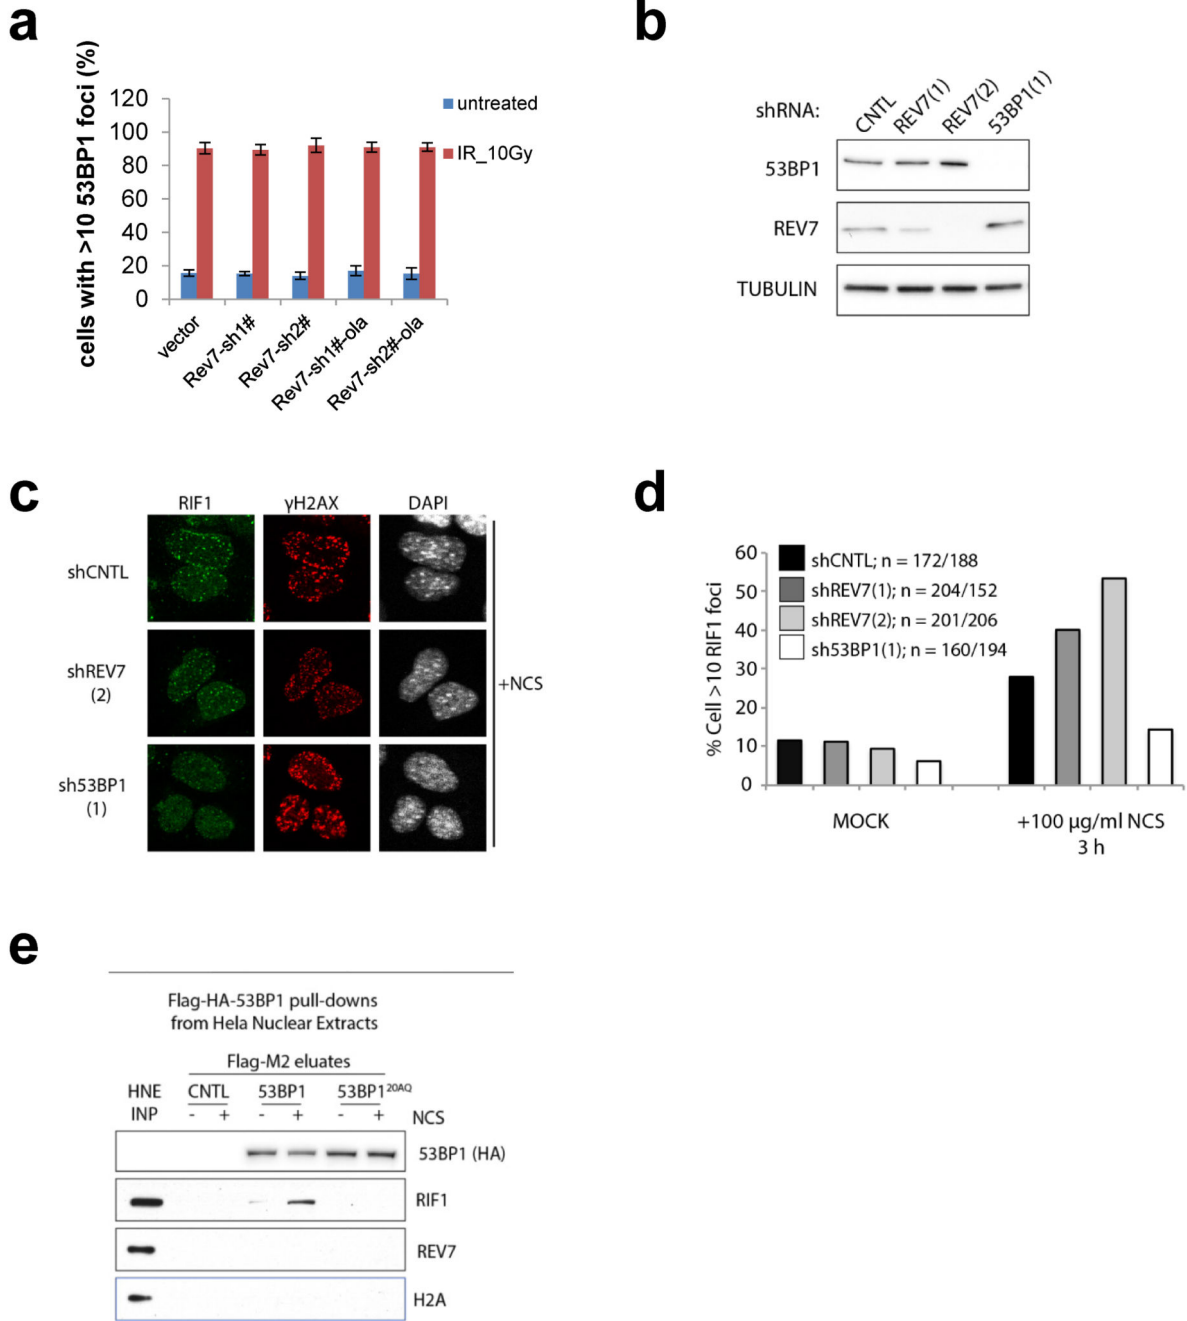 a
cells with >10 53BP1 foci (%)
120
100
80
60
40
20
0
untreated
IR_10Gy
vector
Rev7-sh1#
Rev7-sh2#
Rev7-sh1#-ola
Rev7-sh2#-ola
b
shRNA:
CNTL
REV7(1)
REV7(2)
53BP1(1)
53BP1
REV7
TUBULIN
c
RIF1 γH2AX DAPI
shCNTL
shREV7
(2)
sh53BP1
(1)
+NCS
d
% Cell >10 RIF1 foci
60
50
40
30
20
10
0
shCNTL; n = 172/188
shREV7(1); n = 204/152
shREV7(2); n = 201/206
sh53BP1(1); n = 160/194
MOCK
+100 µg/ml NCS
3 h
e
Flag-HA-53BP1 pull-downs
from Hela Nuclear Extracts
Flag-M2 eluates
HNE CNTL 53BP1 53BP1²⁰ᴬQ
INP - + - + - + NCS
53BP1 (HA)
RIF1
REV7
H2A